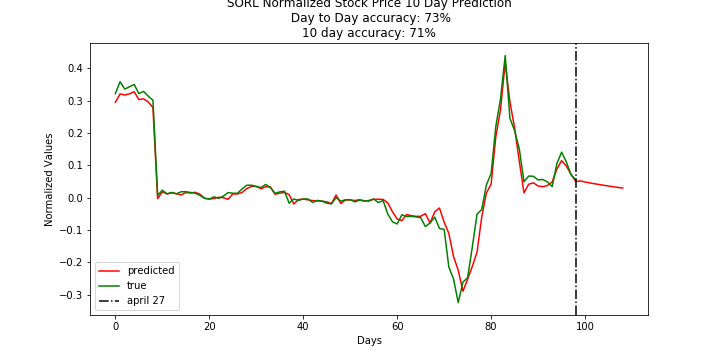 SORL Normalized Stock Price 10 Day Prediction
Day to Day accuracy: 73%
10 day accuracy: 71%
Normalized Values
0.4
0.3
0.2
0.1
0.0
−0.1
−0.2
−0.3
predicted
true
april 27
0 20 40 60 80 100
Days